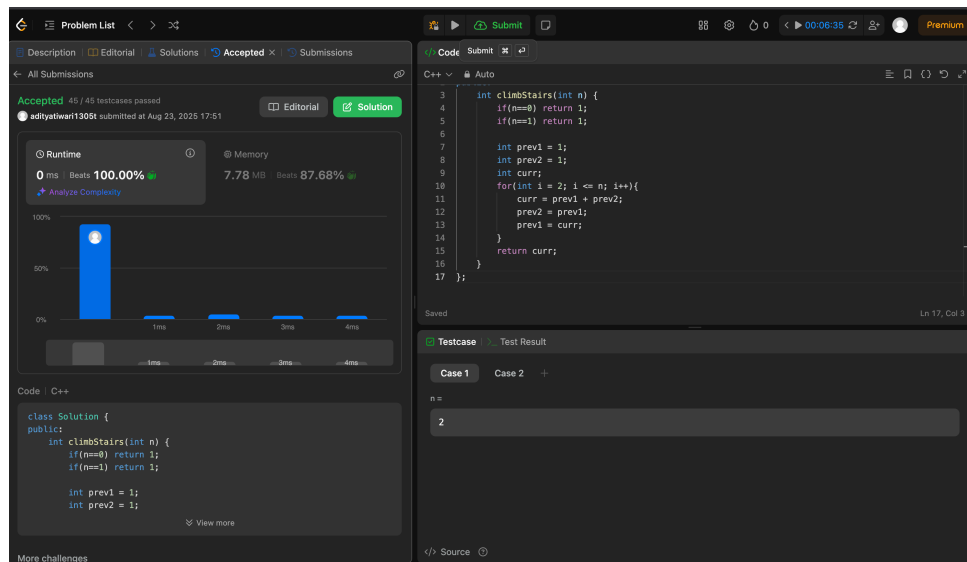 Problem List
Submit
0
00:06:35
Premium
Description | Editorial | Solutions | Accepted × | Submissions
All Submissions
Accepted 45 / 45 testcases passed
adityatiwari1305t submitted at Aug 23, 2025 17:51
Editorial
Solution
Runtime
0 ms | Beats 100.00%
Analyze Complexity
Memory
7.78 MB | Beats 87.68%
100%
50%
0%
1ms 2ms 3ms 4ms
1ms 2ms 3ms 4ms
Code | C++
class Solution {
public:
    int climbStairs(int n) {
        if(n==0) return 1;
        if(n==1) return 1;
        int prev1 = 1;
        int prev2 = 1;
View more
More challenges
</> Code
Submit ⌘ ↵
C++ Auto
3 int climbStairs(int n) {
4 if(n==0) return 1;
5 if(n==1) return 1;
6
7 int prev1 = 1;
8 int prev2 = 1;
9 int curr;
10 for(int i = 2; i <= n; i++){
11 curr = prev1 + prev2;
12 prev2 = prev1;
13 prev1 = curr;
14 }
15 return curr;
16 }
17 };
Saved
Ln 17, Col 3
Testcase | >_ Test Result
Case 1 Case 2 +
n =
2
</> Source